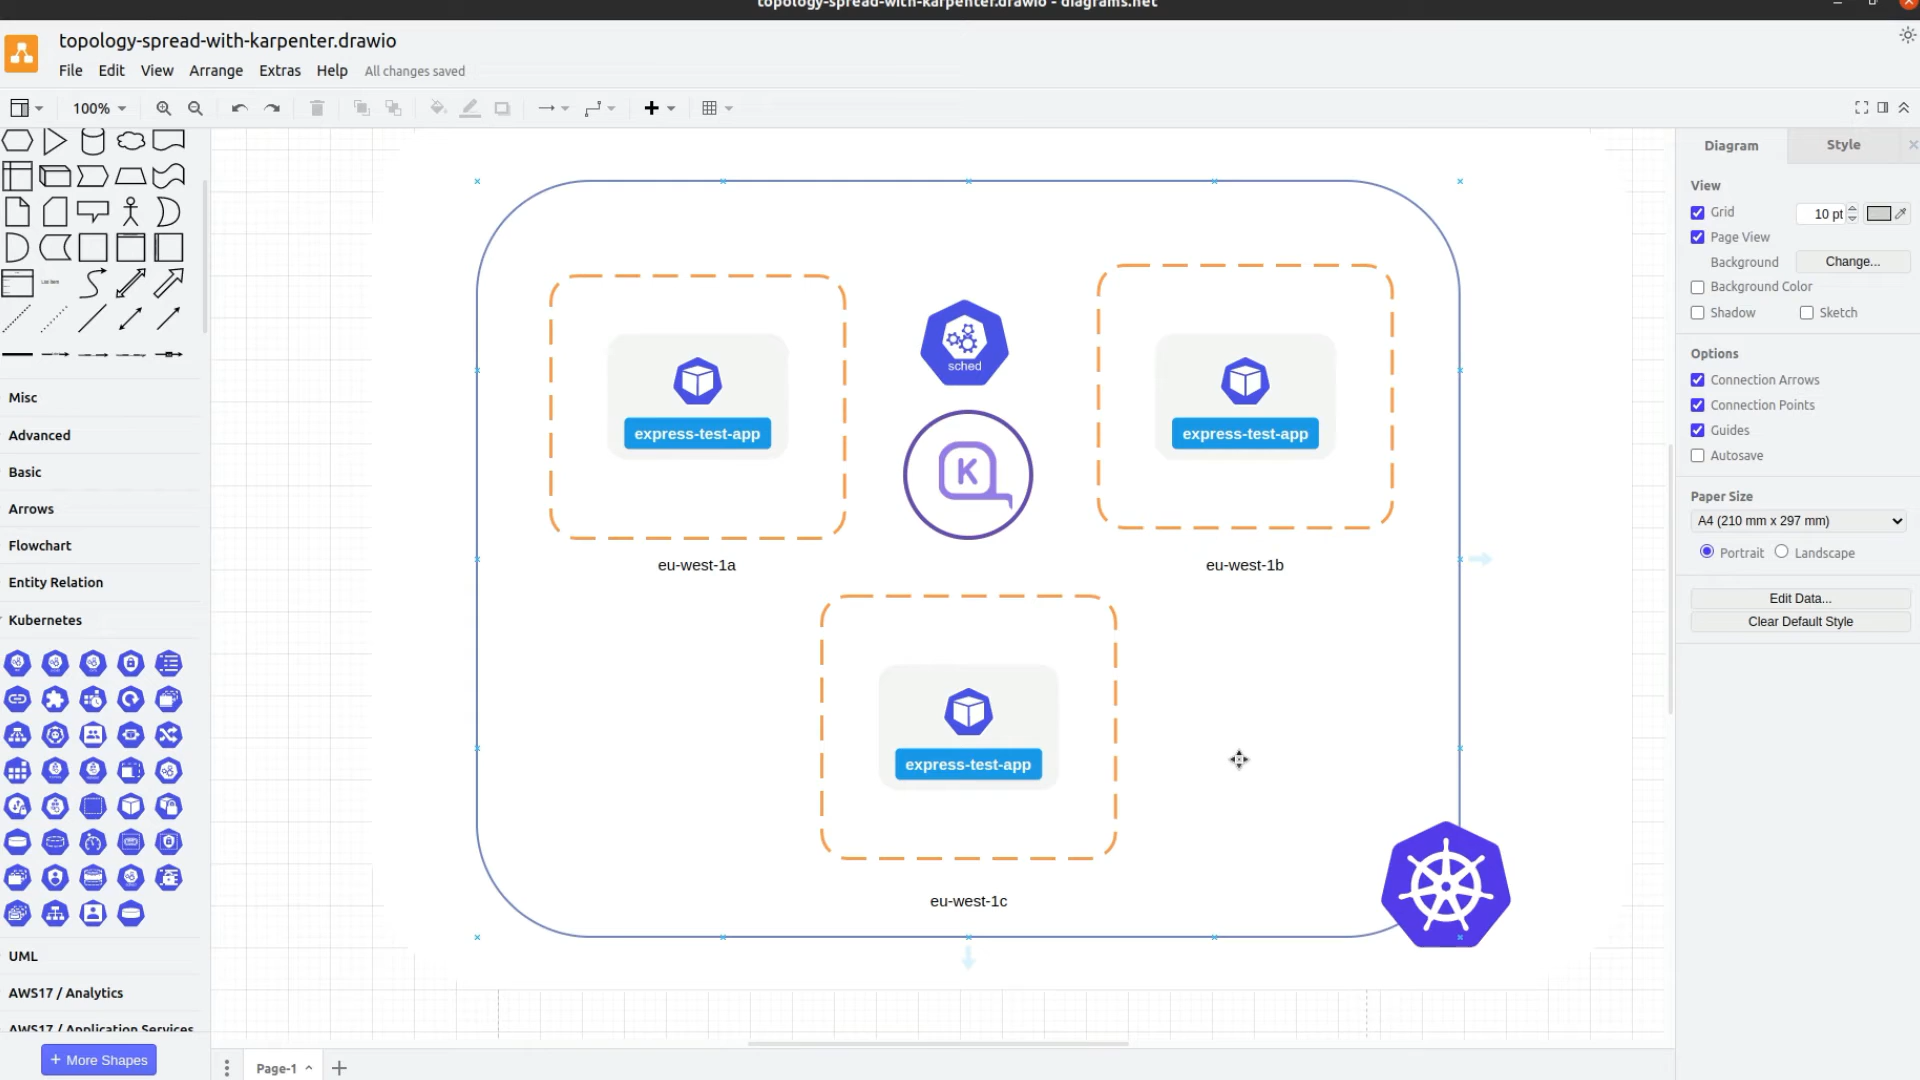 topology-spread-with-karpenter.drawio - diagrams.net
topology-spread-with-karpenter.drawio
File Edit View Arrange Extras Help All changes saved
100%
Diagram Style
View
Grid 10 pt
Page View
Background Change...
Background Color
Shadow Sketch
Options
Connection Arrows
Connection Points
Guides
Autosave
Paper Size
A4 (210 mm x 297 mm)
Portrait Landscape
Edit Data...
Clear Default Style
List Item
Misc
Advanced
Basic
Arrows
Flowchart
Entity Relation
Kubernetes
UML
AWS17 / Analytics
AWS17 / Application Services
+ More Shapes
sched
K
express-test-app
eu-west-1a
express-test-app
eu-west-1b
express-test-app
eu-west-1c
Page-1